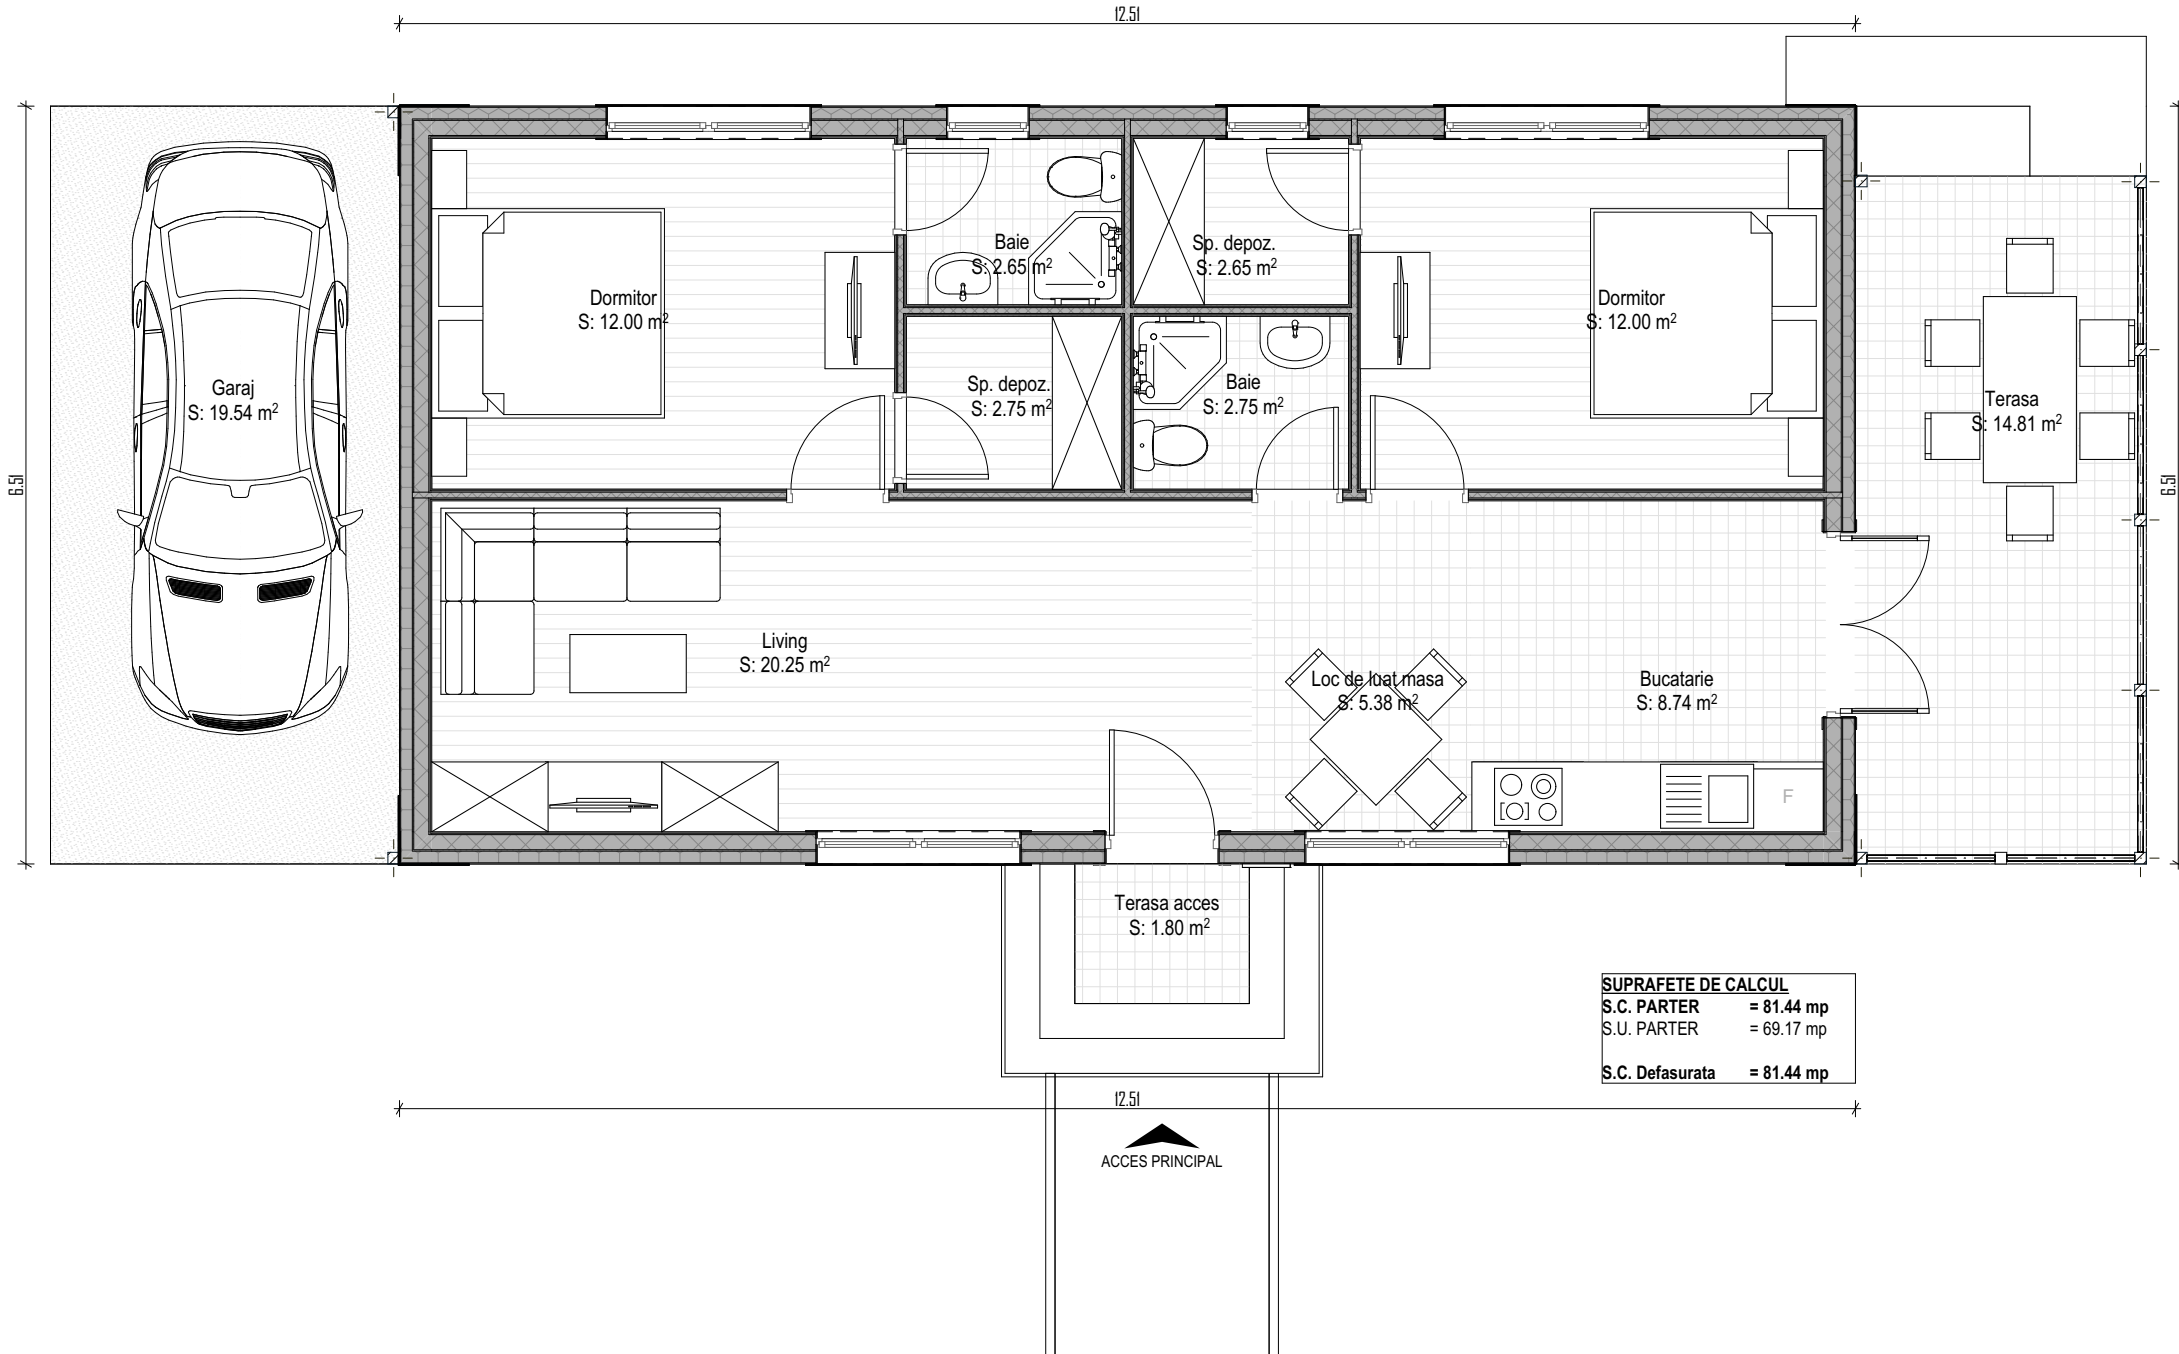 12.51
6.51
6.51
Baie
S: 2.65 m²
Sp. depoz.
S: 2.65 m²
Dormitor
S: 12.00 m²
Dormitor
S: 12.00 m²
Garaj
S: 19.54 m²
Sp. depoz.
S: 2.75 m²
Baie
S: 2.75 m²
Terasa
S: 14.81 m²
Living
S: 20.25 m²
Loc de luat masa
S: 5.38 m²
Bucatarie
S: 8.74 m²
F
Terasa acces
S: 1.80 m²
SUPRAFETE DE CALCUL
S.C. PARTER = 81.44 mp
S.U. PARTER = 69.17 mp
S.C. Defasurata = 81.44 mp
12.51
ACCES PRINCIPAL